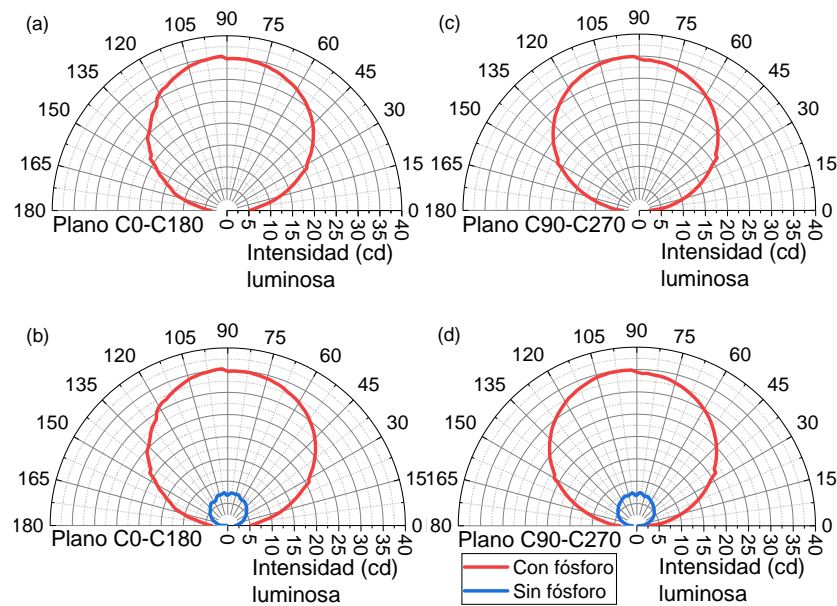 (a)
90
105
75
120
60
135
45
150
30
165
15
180
0
Plano C0-C180
0 5 10 15 20 25 30 35 40
Intensidad (cd)
luminosa
(c)
90
105
75
120
60
135
45
150
30
165
15
180
0
Plano C90-C270
0 5 10 15 20 25 30 35 40
Intensidad (cd)
luminosa
(b)
90
105
75
120
60
135
45
150
30
165
15
180
0
Plano C0-C180
0 5 10 15 20 25 30 35 40
Intensidad (cd)
luminosa
(d)
90
105
75
120
60
135
45
150
30
165
15
80
0
Plano C90-C270
0 5 10 15 20 25 30 35 40
Intensidad (cd)
luminosa
Con fósforo
Sin fósforo